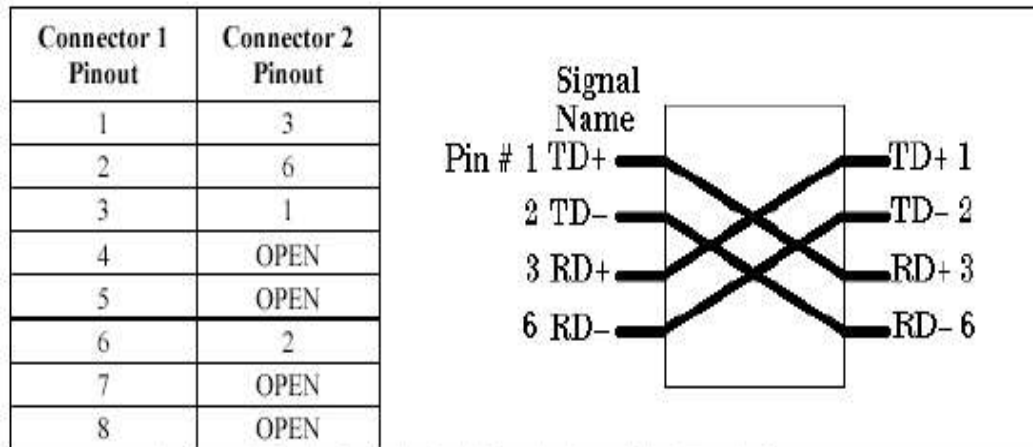 Connector 1 Pinout
Connector 2 Pinout
1 3
2 6
3 1
4 OPEN
5 OPEN
6 2
7 OPEN
8 OPEN
Signal
Name
Pin # 1 TD+ TD+ 1
2 TD– TD– 2
3 RD+ RD+ 3
6 RD– RD– 6